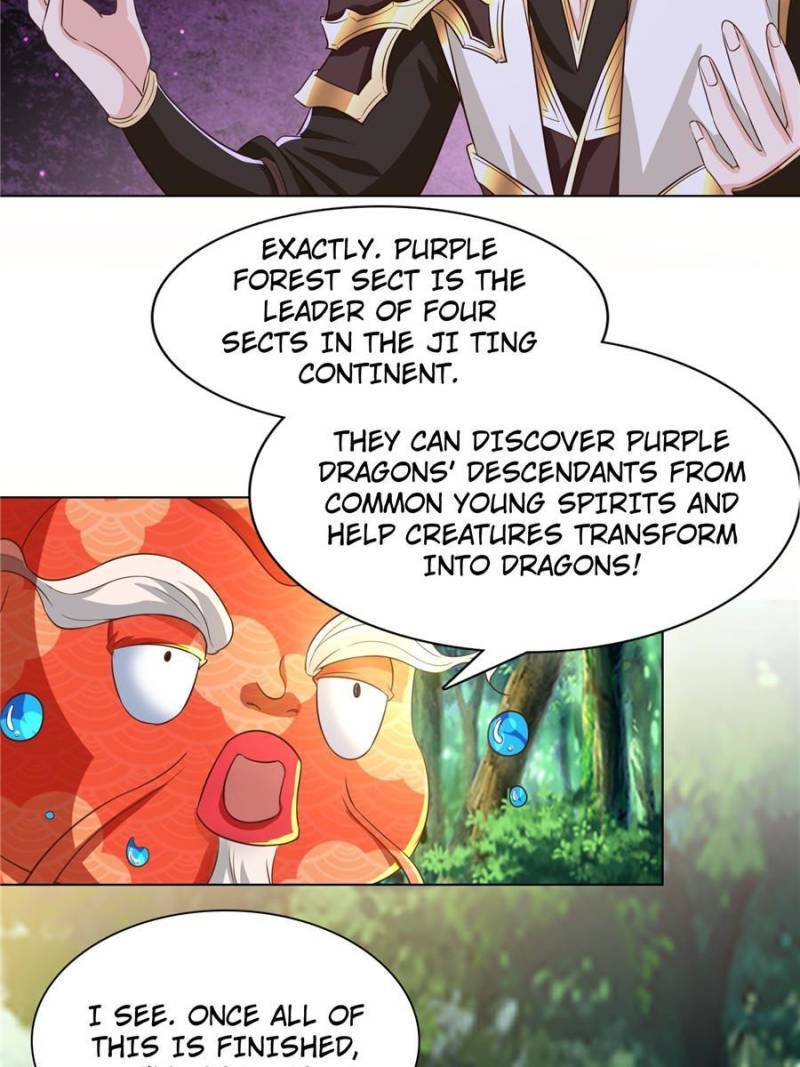 EXACTLY. PURPLE
FOREST SECT IS THE
LEADER OF FOUR
SECTS IN THE JI TING
CONTINENT.
THEY CAN DISCOVER PURPLE
DRAGONS' DESCENDANTS FROM
COMMON YOUNG SPIRITS AND
HELP CREATURES TRANSFORM
INTO DRAGONS!
I SEE. ONCE ALL OF
THIS IS FINISHED,